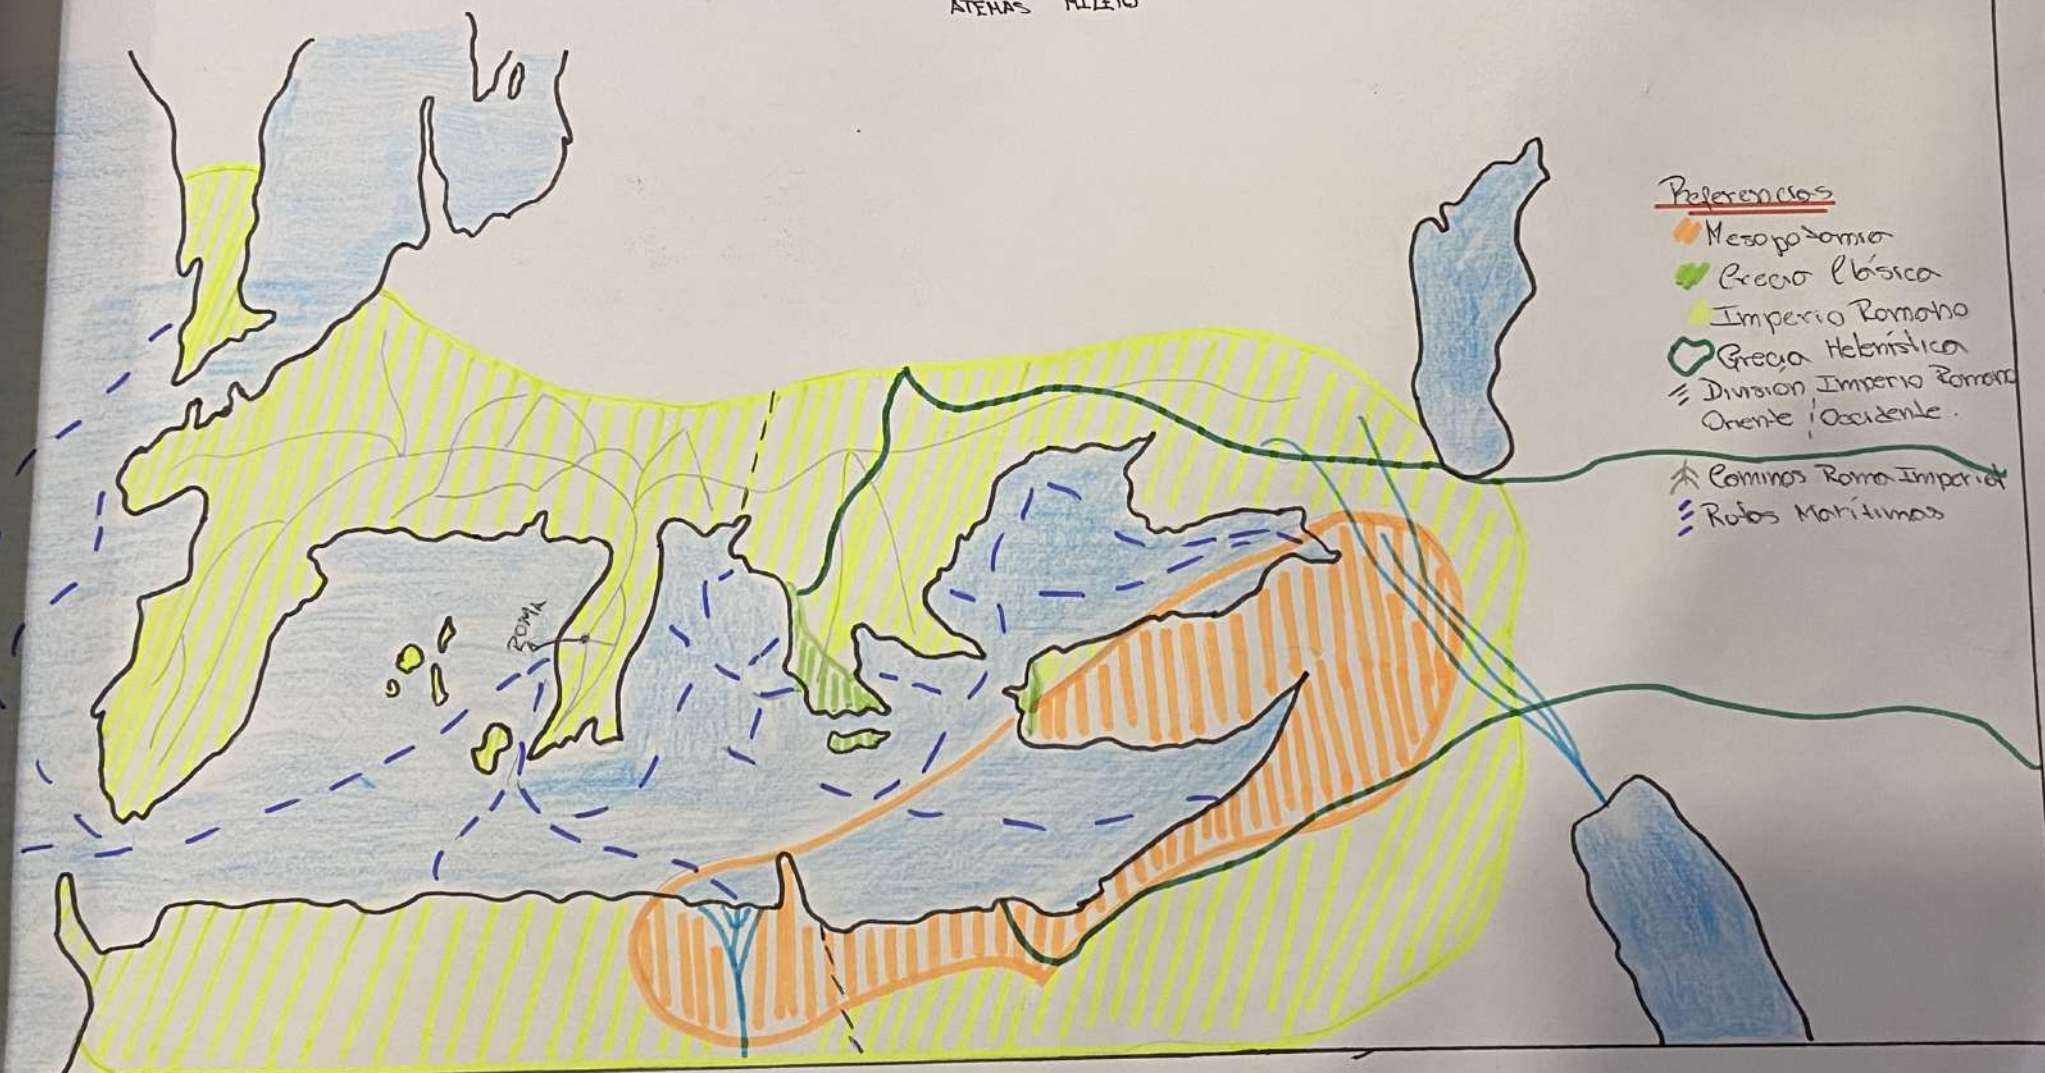 ATENAS MILETO
Referencias
Mesopotamia
Grecia Clásica
Imperio Romano
Grecia Helenística
División Imperio Romano
Oriente / Occidente.
Caminos Roma Imperial
Rutas Marítimas
ROMA